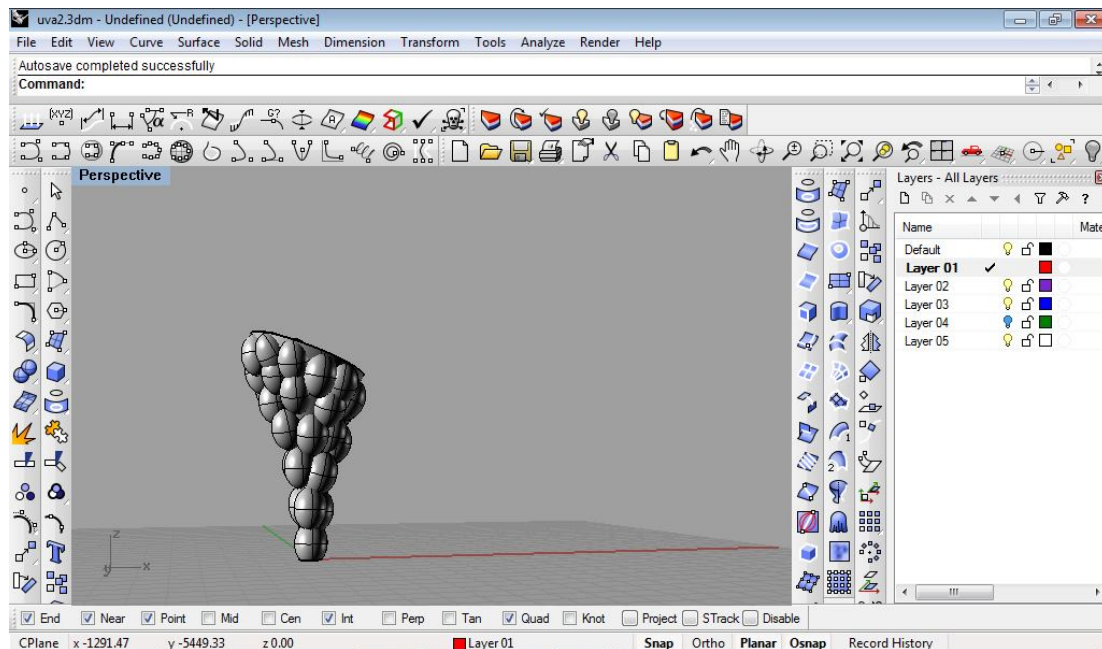 uva2.3dm - Undefined (Undefined) - [Perspective]
File Edit View Curve Surface Solid Mesh Dimension Transform Tools Analyze Render Help
Autosave completed successfully
Command:
Perspective
Layers - All Layers
Name Mate
Default
Layer 01
Layer 02
Layer 03
Layer 04
Layer 05
z
x
y
End Near Point Mid Cen Int Perp Tan Quad Knot Project STrack Disable
CPlane x -1291.47 y -5449.33 z 0.00 Layer 01 Snap Ortho Planar Osnap Record History